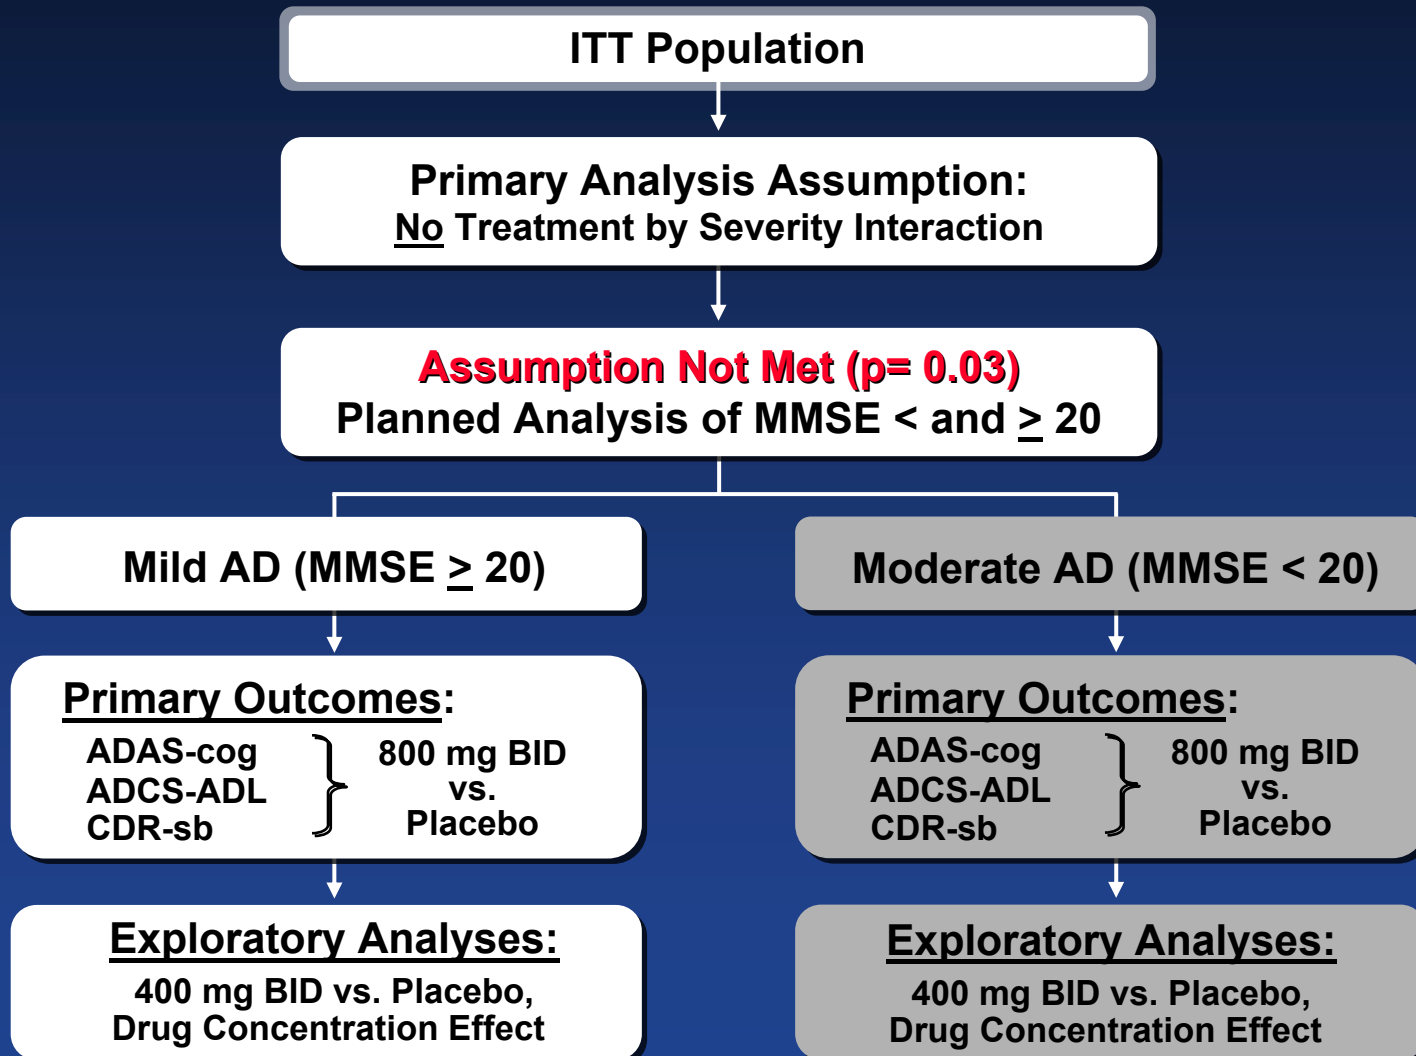 ITT Population
Primary Analysis Assumption:
No Treatment by Severity Interaction
Assumption Not Met (p= 0.03)
Planned Analysis of MMSE < and ≥ 20
Mild AD (MMSE ≥ 20)
Moderate AD (MMSE < 20)
Primary Outcomes:
ADAS-cog
ADCS-ADL
CDR-sb
800 mg BID
vs.
Placebo
Primary Outcomes:
ADAS-cog
ADCS-ADL
CDR-sb
800 mg BID
vs.
Placebo
Exploratory Analyses:
400 mg BID vs. Placebo,
Drug Concentration Effect
Exploratory Analyses:
400 mg BID vs. Placebo,
Drug Concentration Effect